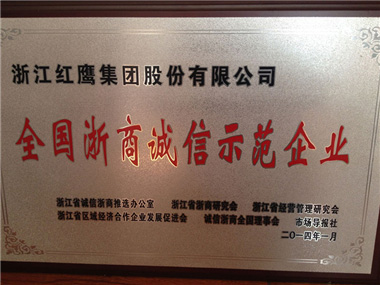 浙江红鹰集团股份有限公司
全国浙商诚信示范企业
浙江省诚信浙商推选办公室 浙江省浙商研究会 浙江省经营管理研究会
浙江省区域经济合作企业发展促进会 诚信浙商全国理事会 市场导报社
二〇一四年一月